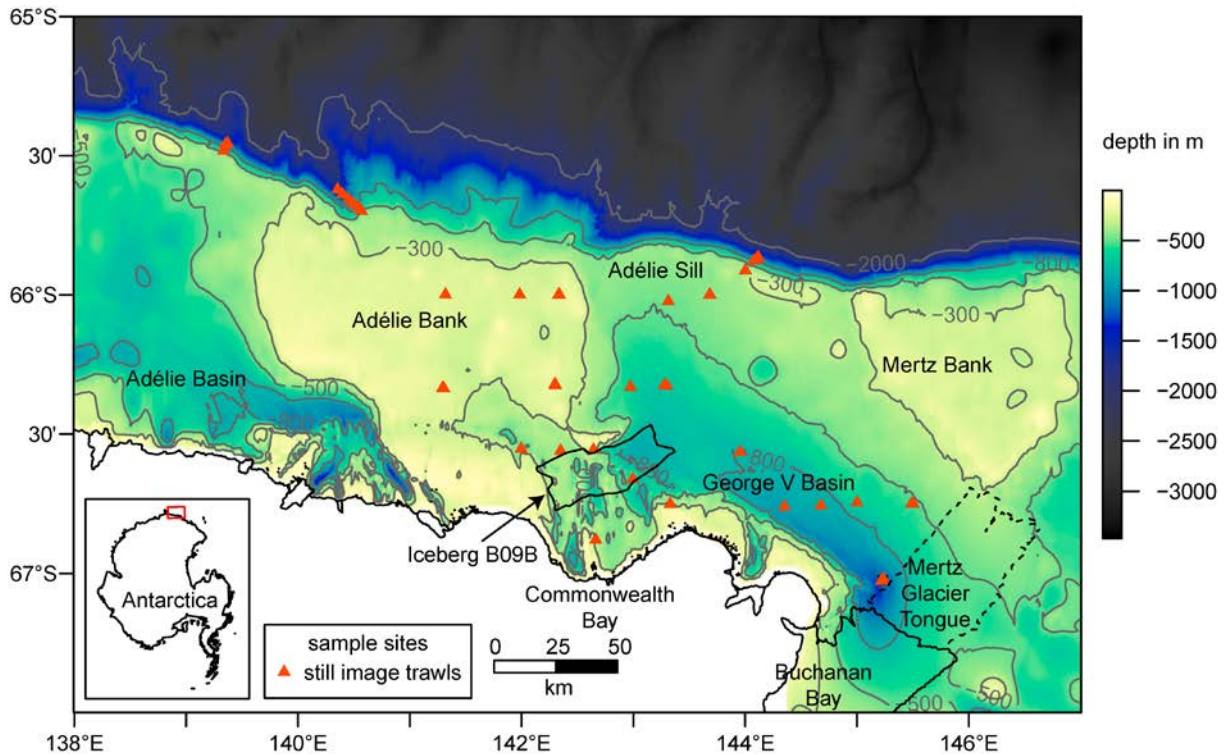 65°S
30'
66°S
30'
67°S
138°E
140°E
142°E
144°E
146°E
depth in m
−500
−1000
−1500
−2000
−2500
−3000
−500
−300
−2000
−800
−300
−300
Adélie Sill
Adélie Bank
Mertz Bank
Adélie Basin
−500
−800
−800
George V Basin
Iceberg B09B
Commonwealth
Bay
Mertz
Glacier
Tongue
Buchanan
Bay
−500
−500
Antarctica
sample sites
still image trawls
0 25 50
km